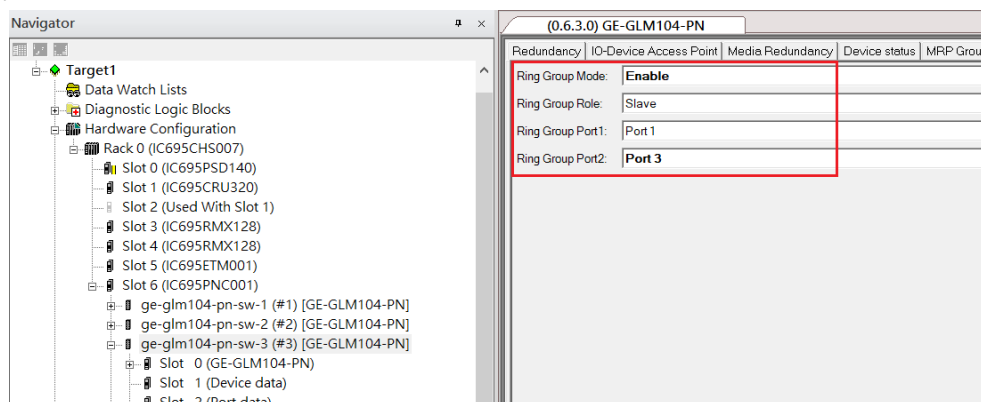 Navigator
Target1
Data Watch Lists
Diagnostic Logic Blocks
Hardware Configuration
Rack 0 (IC695CHS007)
Slot 0 (IC695PSD140)
Slot 1 (IC695CRU320)
Slot 2 (Used With Slot 1)
Slot 3 (IC695RMX128)
Slot 4 (IC695RMX128)
Slot 5 (IC695ETM001)
Slot 6 (IC695PNC001)
ge-glm104-pn-sw-1 (#1) [GE-GLM104-PN]
ge-glm104-pn-sw-2 (#2) [GE-GLM104-PN]
ge-glm104-pn-sw-3 (#3) [GE-GLM104-PN]
Slot 0 (GE-GLM104-PN)
Slot 1 (Device data)
Slot 2 (Port data)
(0.6.3.0) GE-GLM104-PN
Redundancy IO-Device Access Point Media Redundancy Device status MRP Grou
Ring Group Mode: Enable
Ring Group Role: Slave
Ring Group Port1: Port 1
Ring Group Port2: Port 3